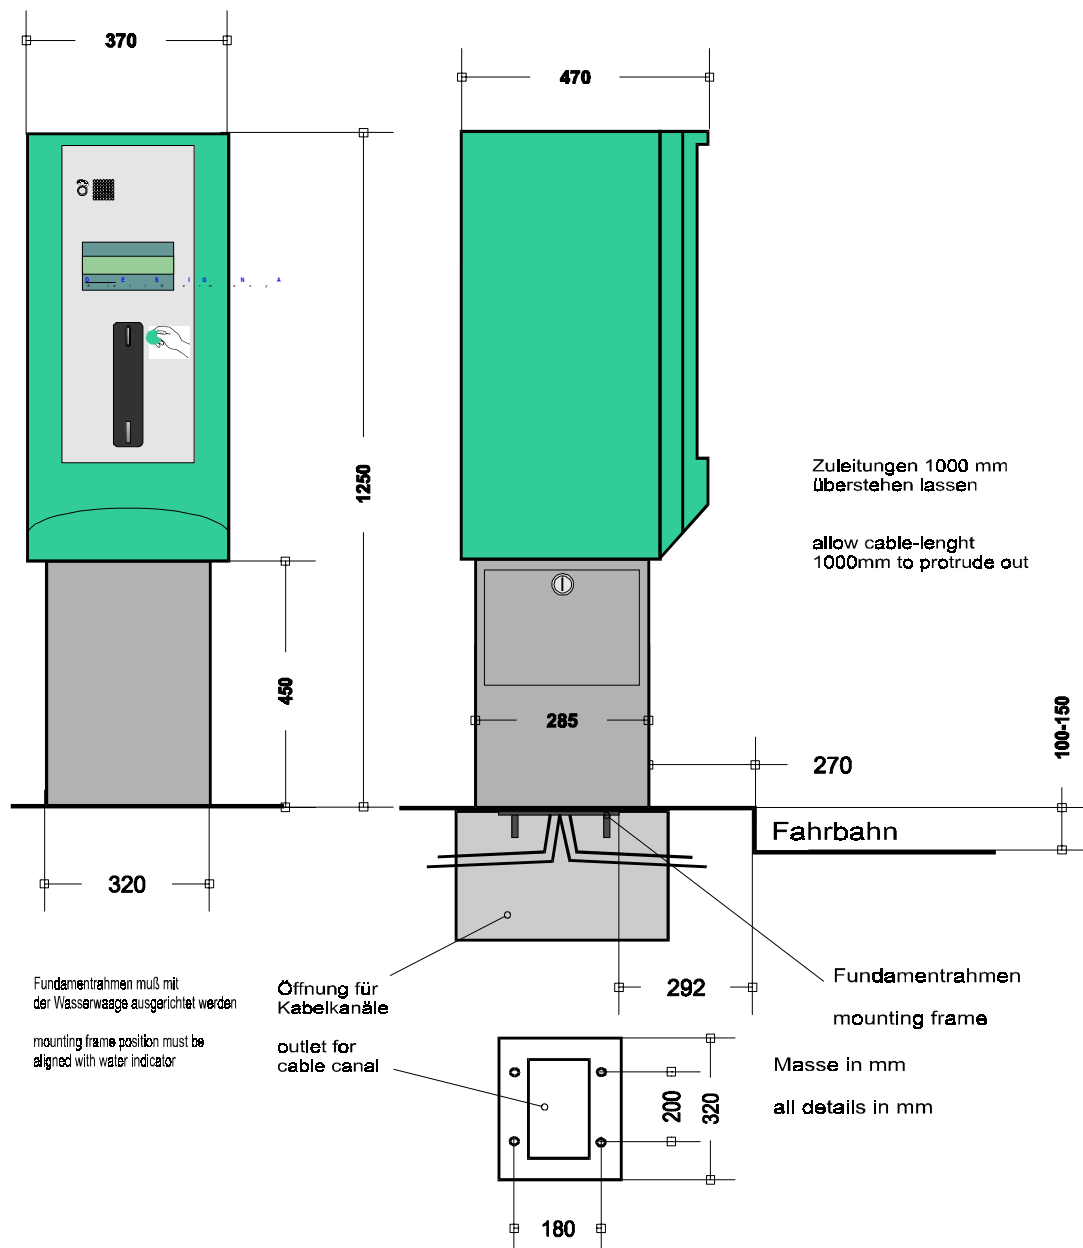 370
470
DESIGNA
1250
Zuleitungen 1000 mm
überstehen lassen
allow cable-lenght
1000mm to protrude out
450
285
100-150
270
Fahrbahn
320
Fundamentrahmen muß mit
der Wasserwaage ausgerichtet werden
mounting frame position must be
aligned with water indicator
Öffnung für
Kabelkanäle
outlet for
cable canal
292
Fundamentrahmen
mounting frame
Masse in mm
all details in mm
200
320
180